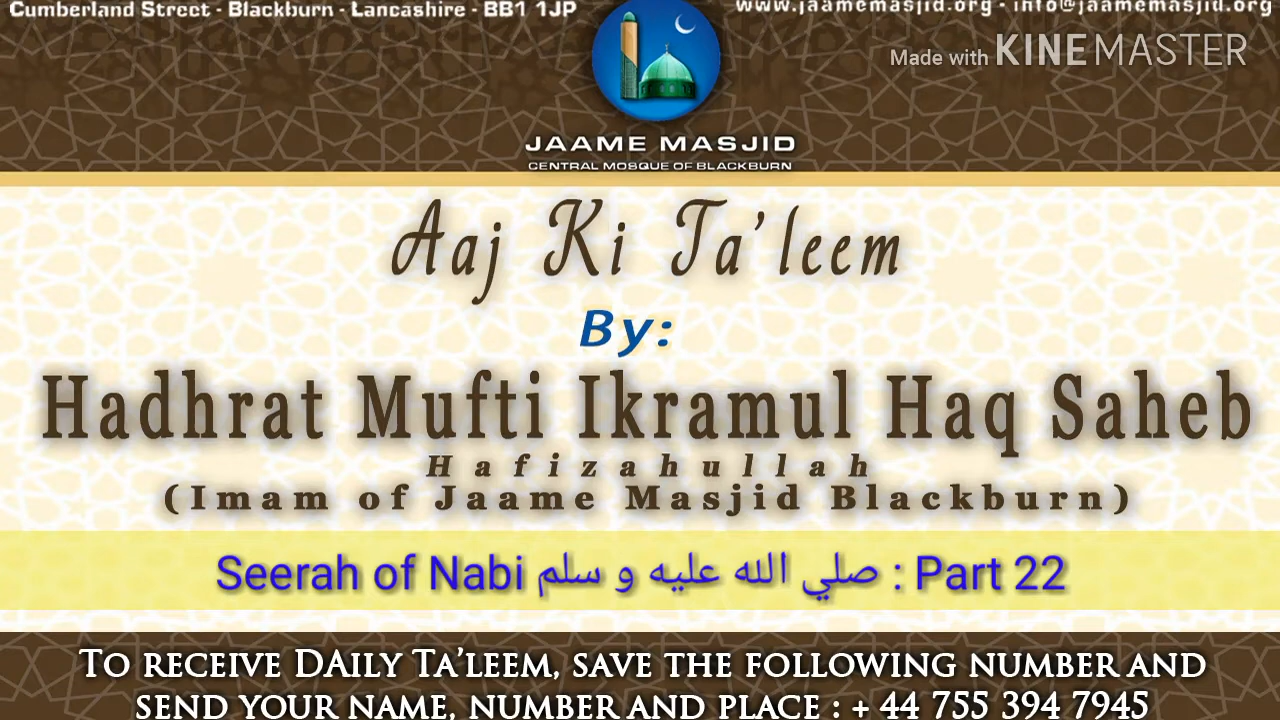 Cumberland Street - Blackburn - Lancashire - BB1 1JP
www.jaamemasjid.org - info@jaamemasjid.org
Made with KINEMASTER
JAAME MASJID
CENTRAL MOSQUE OF BLACKBURN
Aaj Ki Ta'leem
By:
Hadhrat Mufti Ikramul Haq Saheb
Hafizahullah
(Imam of Jaame Masjid Blackburn)
Seerah of Nabi صلي الله عليه و سلم : Part 22
TO RECEIVE DAILY TA'LEEM, SAVE THE FOLLOWING NUMBER AND
SEND YOUR NAME, NUMBER AND PLACE : + 44 755 394 7945